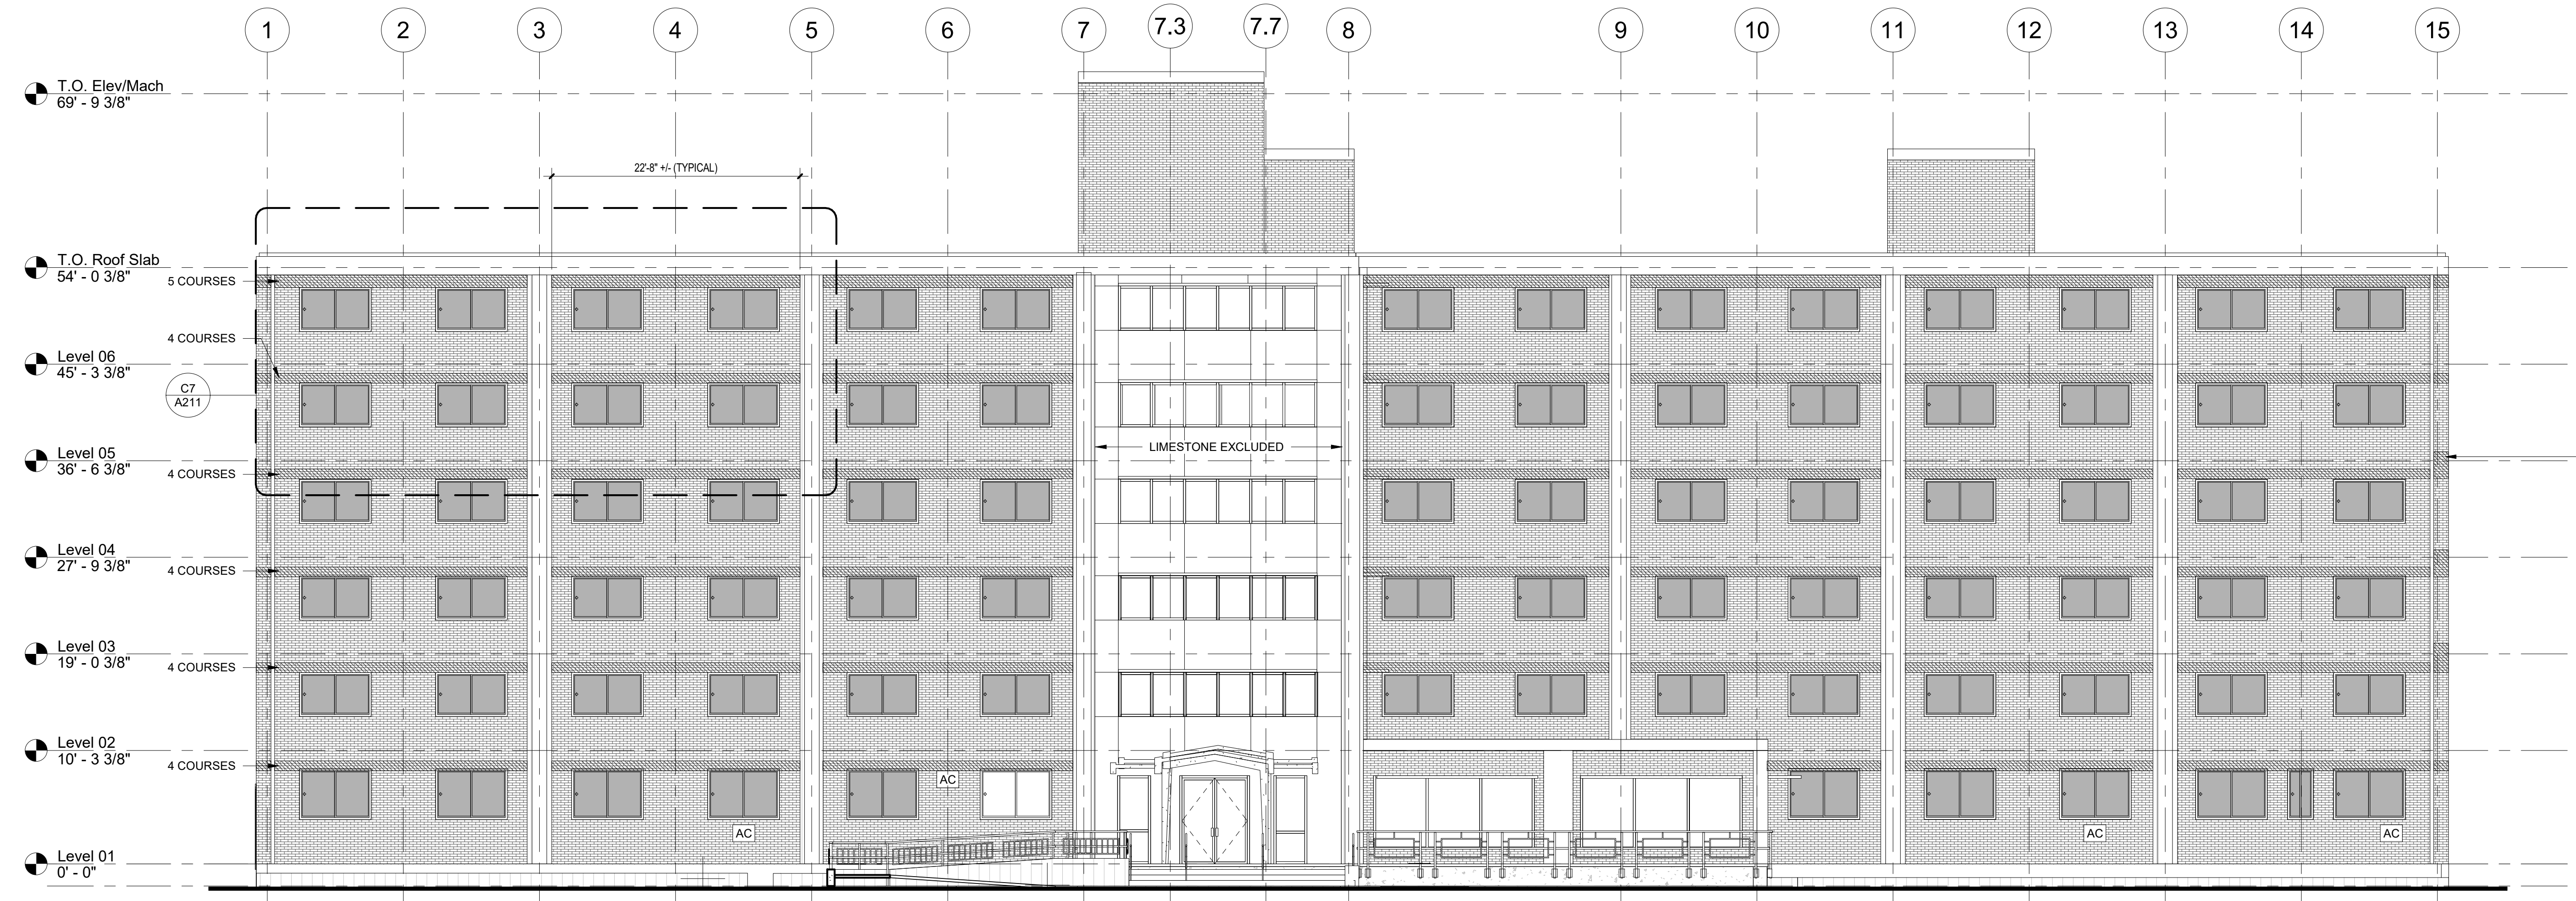 1 2 3 4 5 6 7 7.3 7.7 8 9 10 11 12 13 14 15
T.O. Elev/Mach
69' - 9 3/8"
22'-8" +/- (TYPICAL)
T.O. Roof Slab
54' - 0 3/8"
5 COURSES
4 COURSES
Level 06
45' - 3 3/8"
C7
A211
LIMESTONE EXCLUDED
Level 05
36' - 6 3/8"
4 COURSES
Level 04
27' - 9 3/8"
4 COURSES
Level 03
19' - 0 3/8"
4 COURSES
Level 02
10' - 3 3/8"
4 COURSES
AC
AC AC AC
Level 01
0' - 0"